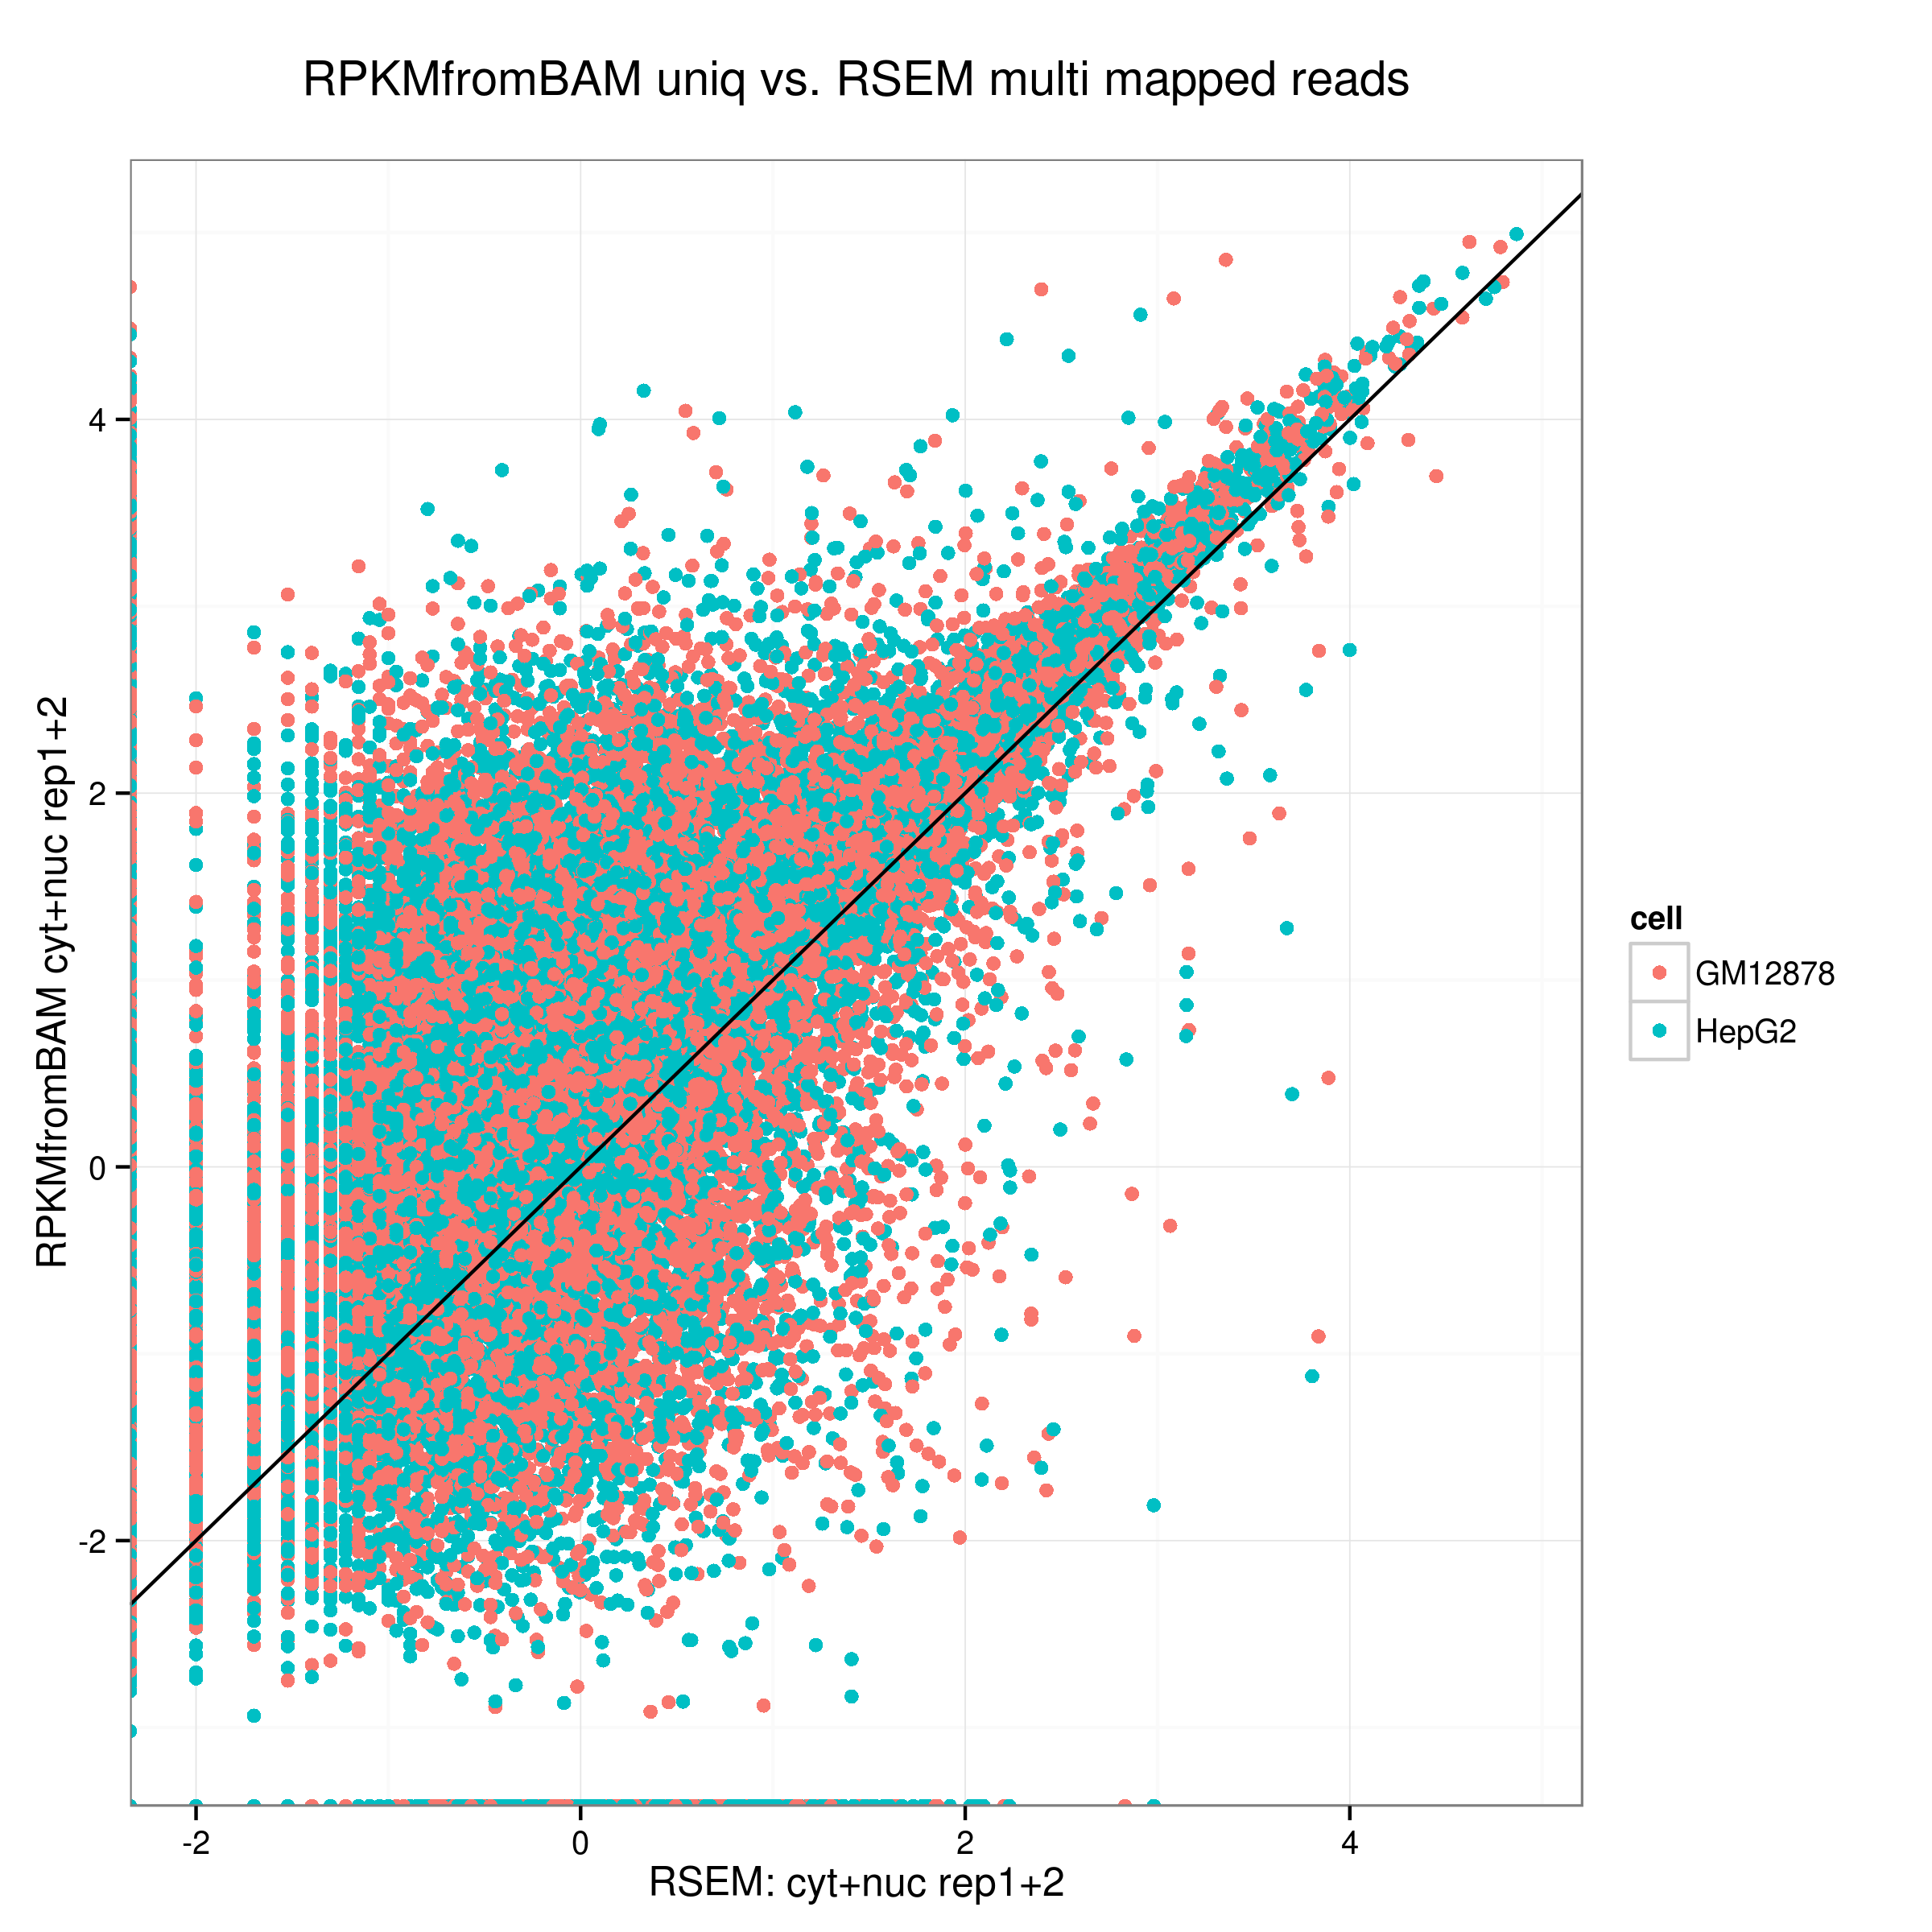 RPKMfromBAM uniq vs. RSEM multi mapped reads
RPKMfromBAM cyt+nuc rep1+2
4
2
0
-2
-2
0
2
4
RSEM: cyt+nuc rep1+2
cell
GM12878
HepG2